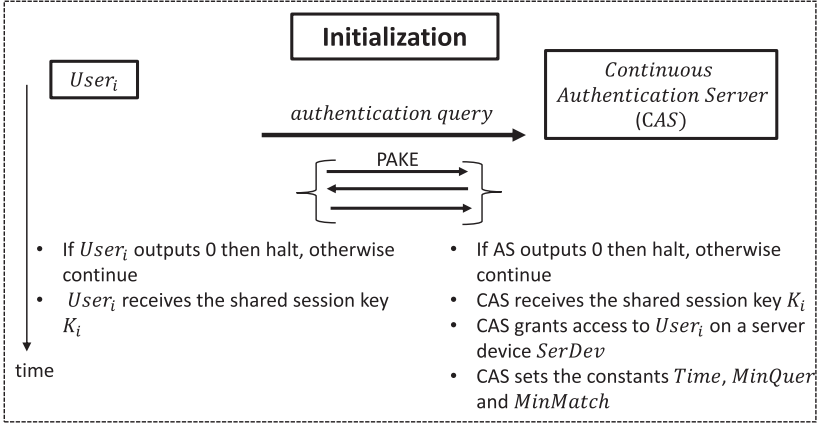 Initialization
User_i
Continuous
Authentication Server
(CAS)
authentication query
PAKE
• If User_i outputs 0 then halt, otherwise
continue
• User_i receives the shared session key
K_i
• If AS outputs 0 then halt, otherwise
continue
• CAS receives the shared session key K_i
• CAS grants access to User_i on a server
device SerDev
• CAS sets the constants Time, MinQuer
and MinMatch
time